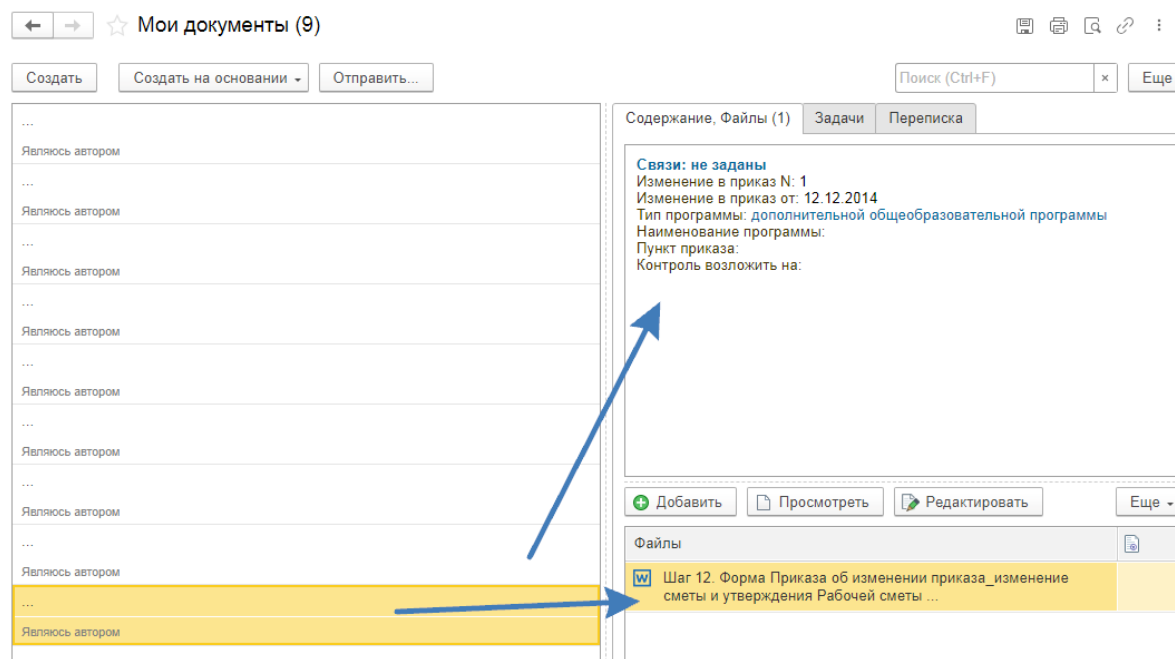 Мои документы (9)
Создать
Создать на основании
Отправить...
Поиск (Ctrl+F)
×
Еще
...
Являюсь автором
...
Являюсь автором
...
Являюсь автором
...
Являюсь автором
...
Являюсь автором
...
Являюсь автором
...
Являюсь автором
...
Являюсь автором
...
Являюсь автором
Содержание, Файлы (1)
Задачи
Переписка
Связи: не заданы
Изменение в приказ N: 1
Изменение в приказ от: 12.12.2014
Тип программы: дополнительной общеобразовательной программы
Наименование программы:
Пункт приказа:
Контроль возложить на:
Добавить
Просмотреть
Редактировать
Еще
Файлы
Шаг 12. Форма Приказа об изменении приказа_изменение
сметы и утверждения Рабочей сметы ...